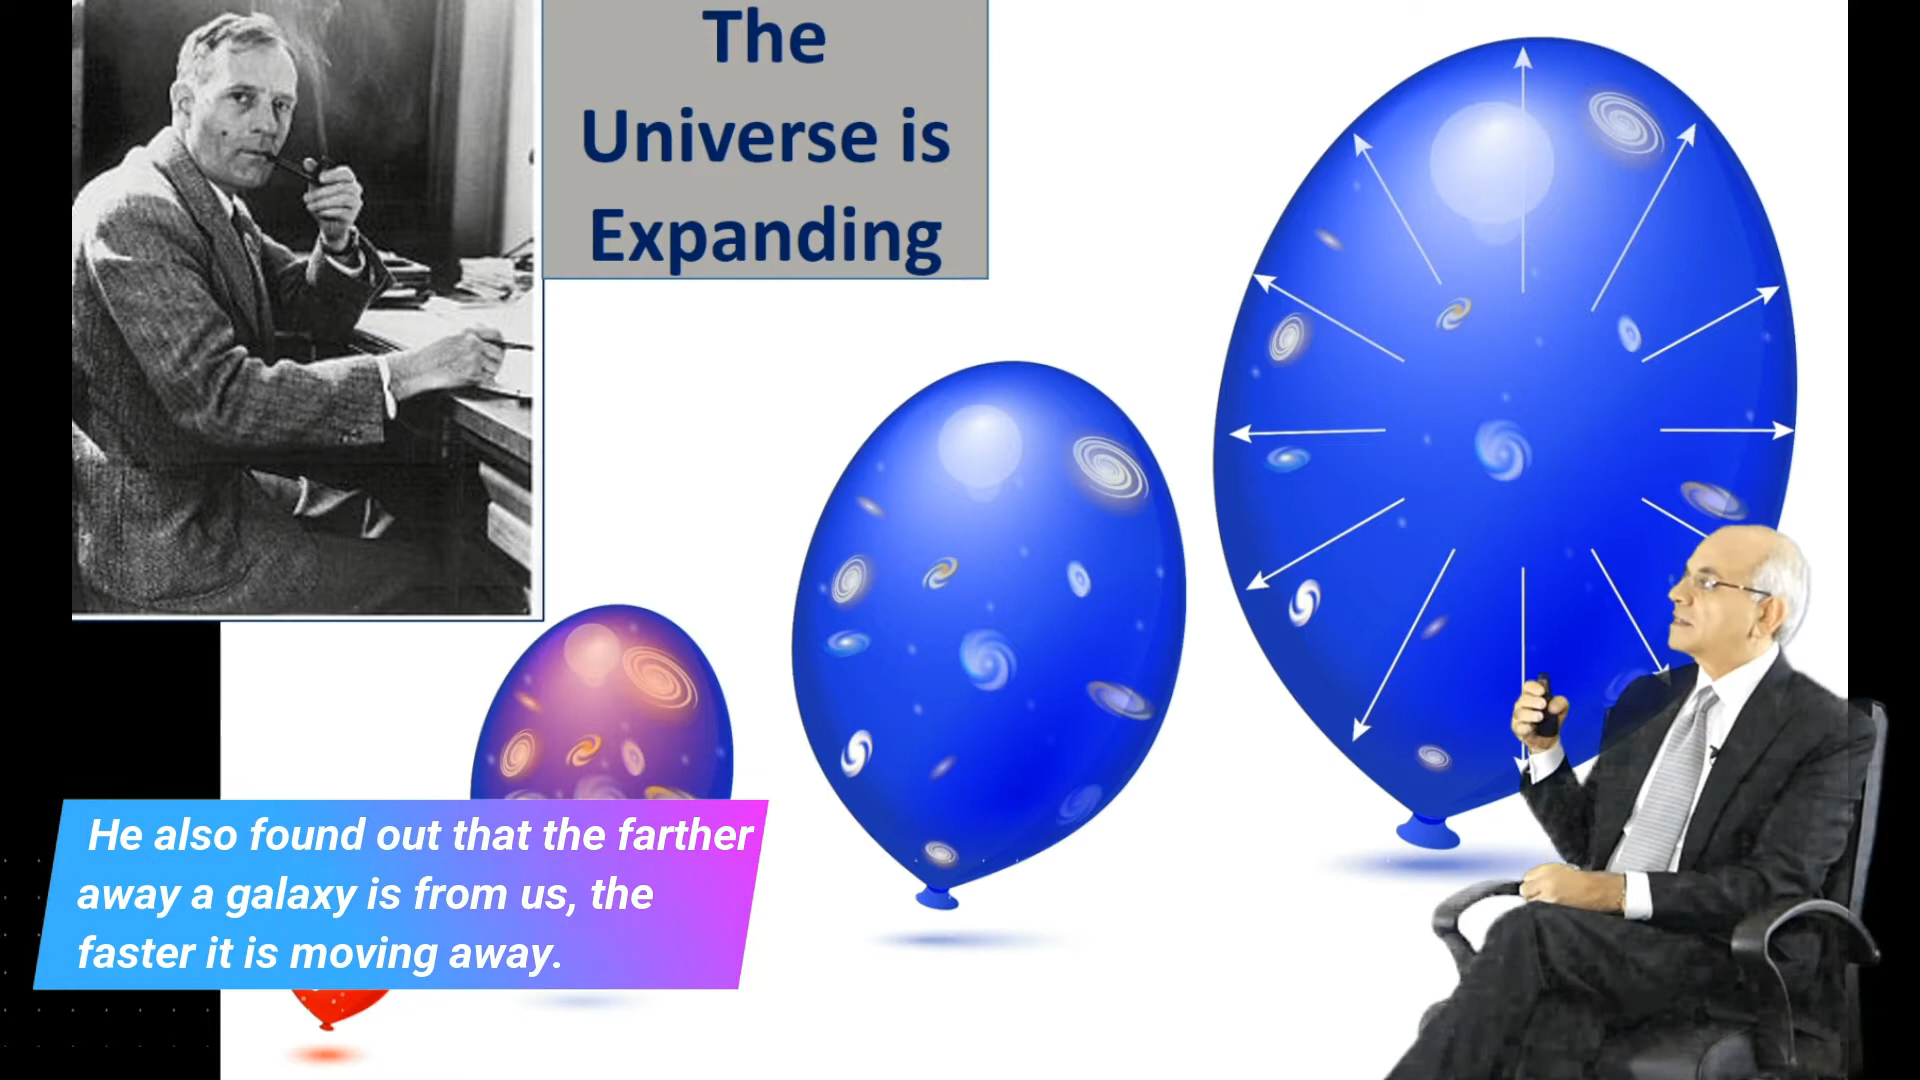 The
Universe is
Expanding
He also found out that the farther
away a galaxy is from us, the
faster it is moving away.